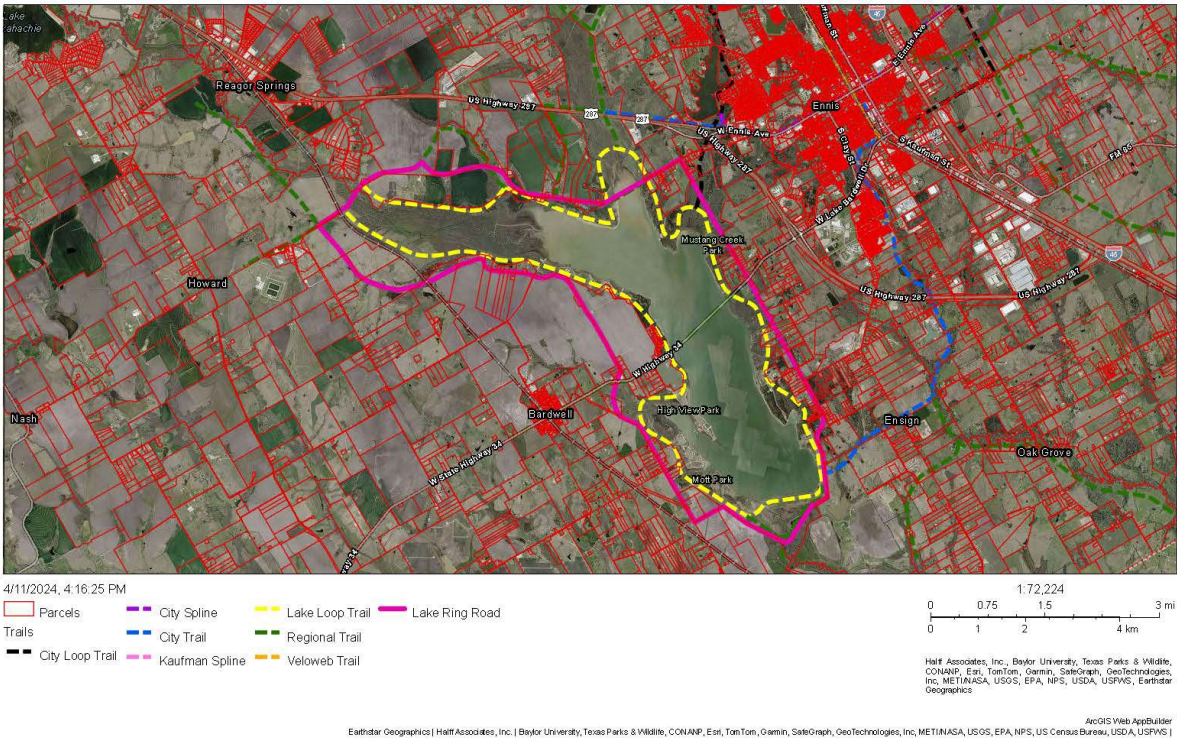 Lake
Reagor Springs
US Highway 287
287
287
W Ennis Ave
US Highway 287
Ennis
E Ennis Ave
45
S Clay St
S Kaufman St
FM 85
W Lake Bardwell Dr
Mustang Creek
Park
45
US Highway 287
US Highway 287
Howard
W Highway 34
Nash
Bardwell
High View Park
Ensign
Oak Grove
W State Highway 34
Mott Park
4/11/2024, 4:16:25 PM
Parcels
Trails
City Loop Trail
City Spline
City Trail
Kaufman Spline
Lake Loop Trail
Regional Trail
Veloweb Trail
Lake Ring Road
1:72,224
0 0.75 1.5 3 mi
0 1 2 4 km
Halff Associates, Inc., Baylor University, Texas Parks & Wildlife,
CONANP, Esri, TomTom, Garmin, SafeGraph, GeoTechnologies,
Inc, METI/NASA, USGS, EPA, NPS, USDA, USFWS, Earthstar
Geographics
ArcGIS Web AppBuilder
Earthstar Geographics | Halff Associates, Inc. | Baylor University, Texas Parks & Wildlife, CONANP, Esri, TomTom, Garmin, SafeGraph, GeoTechnologies, Inc, METI/NASA, USGS, EPA, NPS, US Census Bureau, USDA, USFWS |